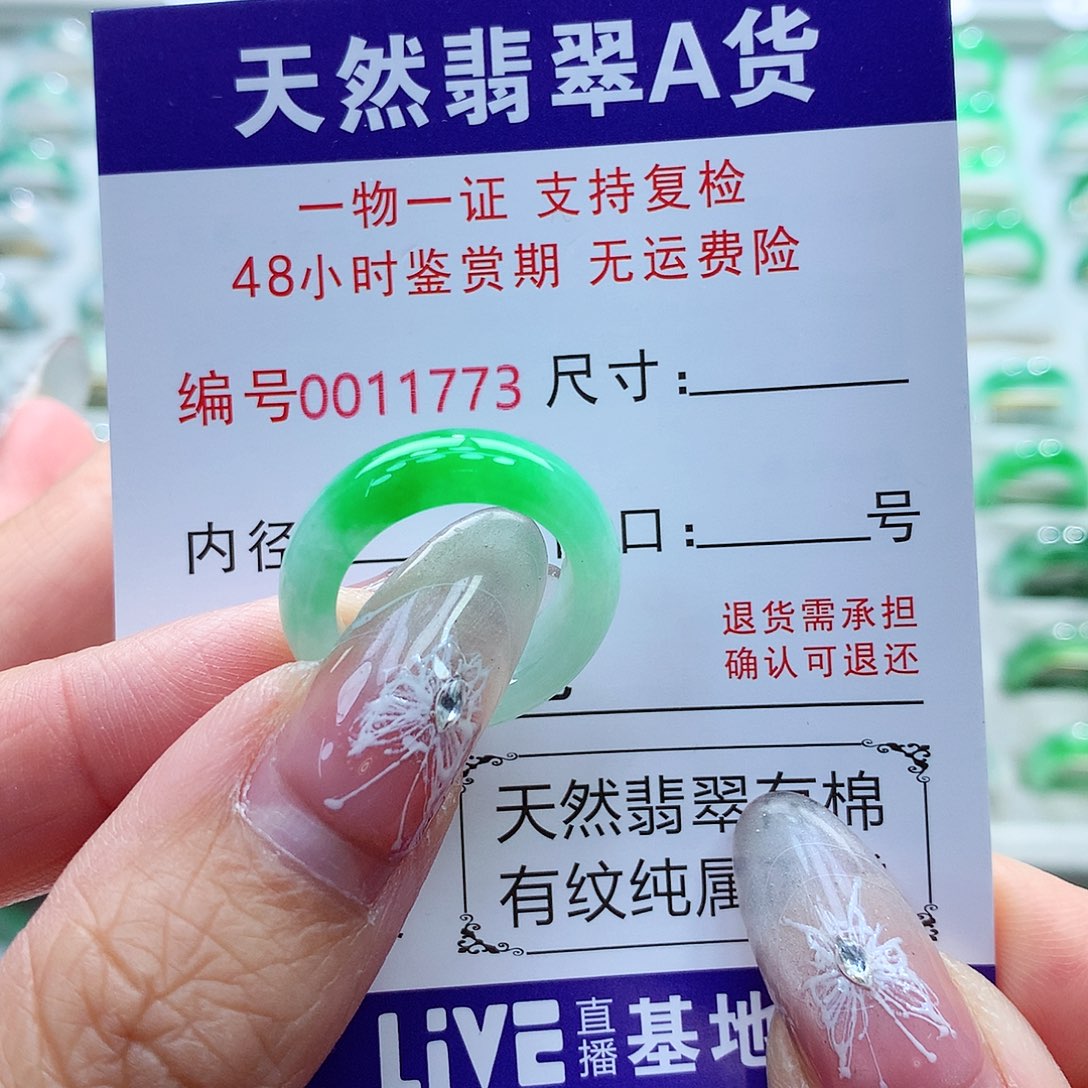 天然翡翠A货
一物一证 支持复检
48小时鉴赏期 无运费险
编号0011773 尺寸:
内径 口: 号
退货需承担
确认可退还
天然翡翠有棉
有纹纯属
LiVE 直播 基地